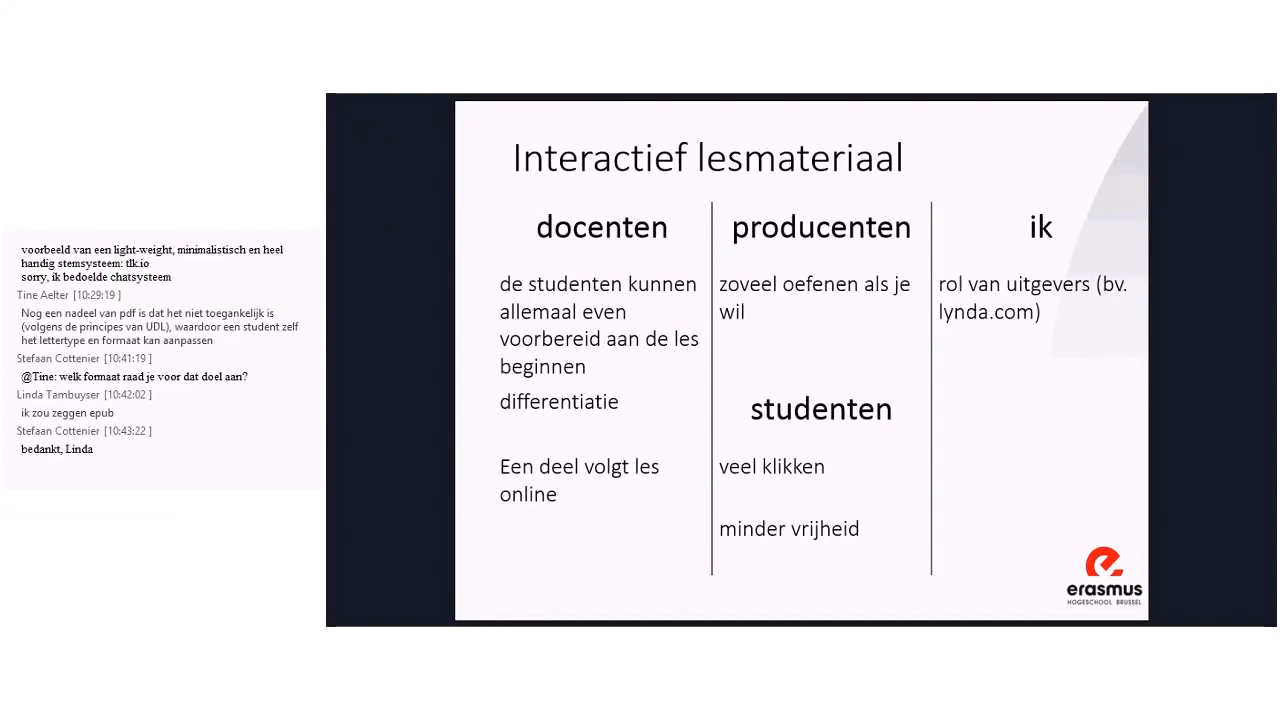 voorbeeld van een light-weight, minimalistisch en heel
handig stemsysteem: tlk.io
sorry, ik bedoelde chatsysteem
Tine Aelter [10:29:19 ]
Nog een nadeel van pdf is dat het niet toegankelijk is
(volgens de principes van UDL), waardoor een student zelf
het lettertype en formaat kan aanpassen
Stefaan Cottenier [10:41:19 ]
@Tine: welk formaat raad je voor dat doel aan?
Linda Tambuyser [10:42:02 ]
ik zou zeggen epub
Stefaan Cottenier [10:43:22 ]
bedankt, Linda
Interactief lesmateriaal
docenten
de studenten kunnen
allemaal even
voorbereid aan de les
beginnen
differentiatie
Een deel volgt les
online
producenten
zoveel oefenen als je
wil
studenten
veel klikken
minder vrijheid
ik
rol van uitgevers (bv.
lynda.com)
erasmus
HOGESCHOOL BRUSSEL